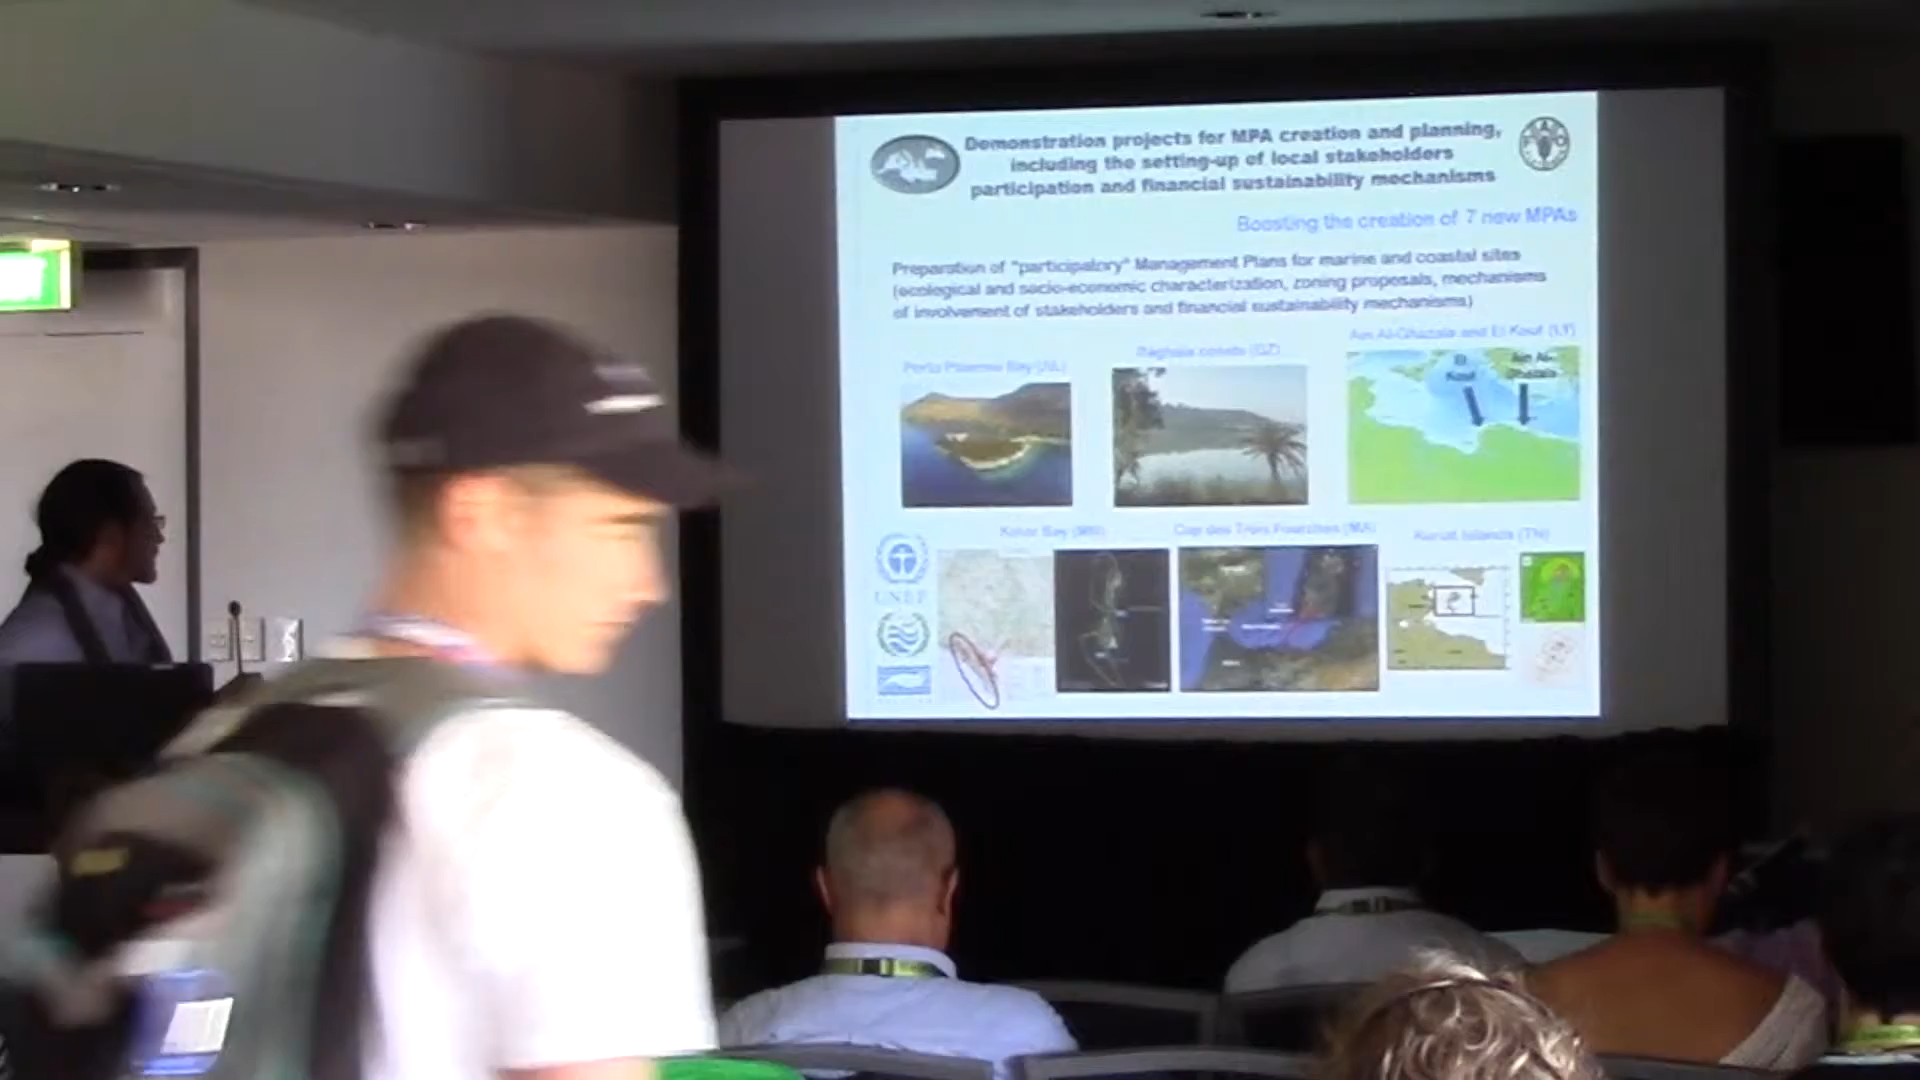 Demonstration projects for MPA creation and planning,
including the setting-up of local stakeholders
participation and financial sustainability mechanisms
Boosting the creation of 7 new MPAs
Preparation of "participatory" Management Plans for marine and coastal sites
(ecological and socio-economic characterization, zoning proposals, mechanisms
of involvement of stakeholders and financial sustainability mechanisms)
Ain Al-Ghazala and El Kouf (LY)
Porto Palermo Bay (AL)
Réghaia (DZ)
El
Kouf
Ain Al-
Ghazala
Kotor Bay
Cap des Trois Fourches (MA)
Kuriat Islands (TN)
UNEP